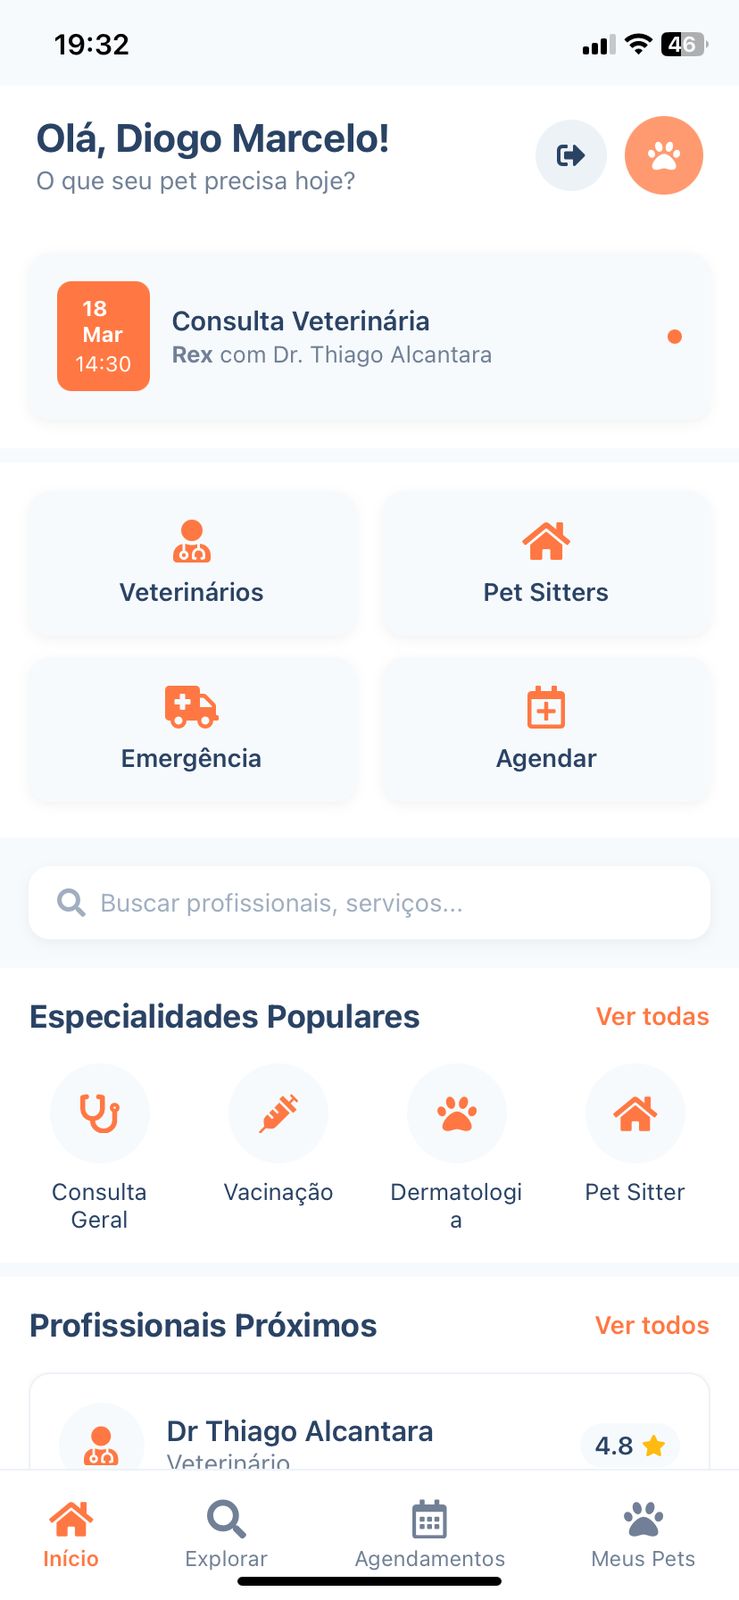 19:32
46
Olá, Diogo Marcelo!
O que seu pet precisa hoje?
18
Mar
14:30
Consulta Veterinária
Rex com Dr. Thiago Alcantara
Veterinários
Pet Sitters
Emergência
Agendar
Buscar profissionais, serviços...
Especialidades Populares
Ver todas
Consulta
Geral
Vacinação
Dermatologi
a
Pet Sitter
Profissionais Próximos
Ver todos
Dr Thiago Alcantara
Veterinário
4.8
Início
Explorar
Agendamentos
Meus Pets